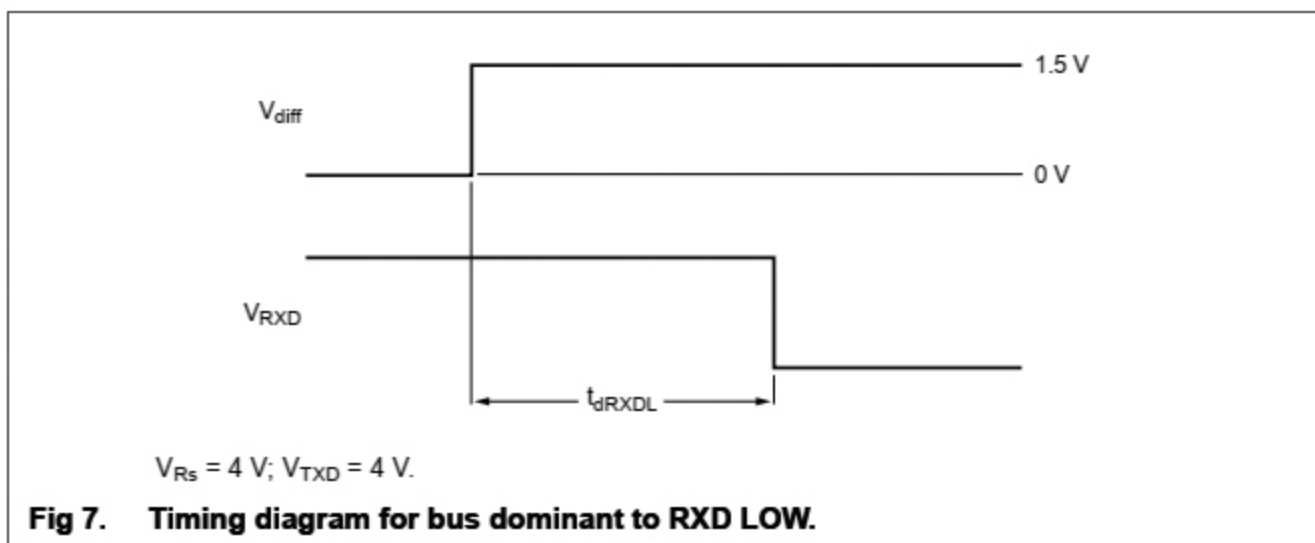 1.5 V
Vdiff
0 V
VRXD
tdRXDL
VRs = 4 V; VTXD = 4 V.
Fig 7. Timing diagram for bus dominant to RXD LOW.